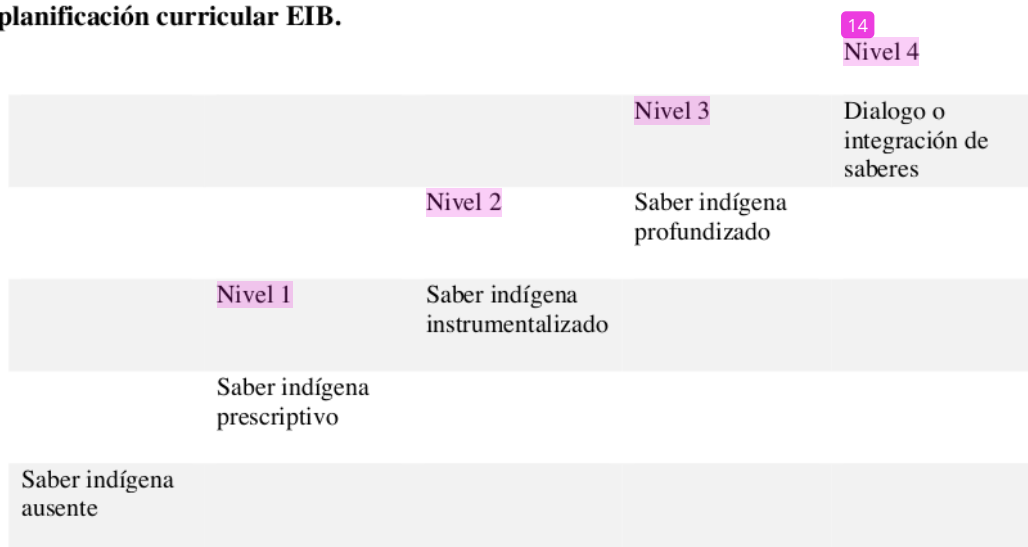 planificación curricular EIB.
14
Nivel 4
Nivel 3
Dialogo o
integración de
saberes
Nivel 2
Saber indígena
profundizado
Nivel 1
Saber indígena
instrumentalizado
Saber indígena
prescriptivo
Saber indígena
ausente